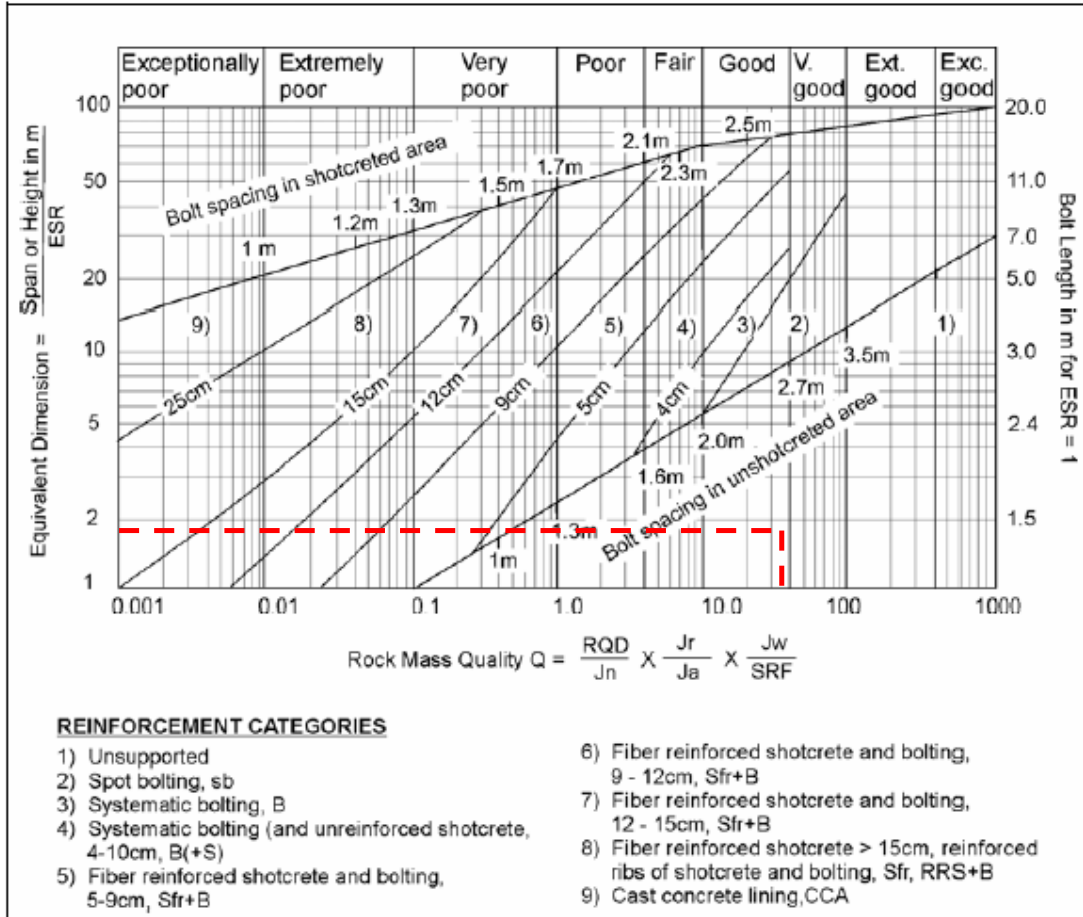 Exceptionally poor
Extremely poor
Very poor
Poor
Fair
Good
V. good
Ext. good
Exc. good
100
50
20
10
5
2
1
Equivalent Dimension = Span or Height in m / ESR
20.0
11.0
7.0
5.0
3.0
2.4
1.5
Bolt Length in m for ESR = 1
Bolt spacing in shotcreted area
1 m
1.2m
1.3m
1.5m
1.7m
2.1m
2.3m
2.5m
9)
8)
7)
6)
5)
4)
3)
2)
1)
25cm
15cm
12cm
9cm
5cm
4cm
3.5m
2.7m
2.0m
1.6m
1.3m
1m
Bolt spacing in unshotcreted area
0.001
0.01
0.1
1.0
10.0
100
1000
Rock Mass Quality Q = RQD/Jn X Jr/Ja X Jw/SRF
REINFORCEMENT CATEGORIES
1) Unsupported
2) Spot bolting, sb
3) Systematic bolting, B
4) Systematic bolting (and unreinforced shotcrete,
4-10cm, B(+S)
5) Fiber reinforced shotcrete and bolting,
5-9cm, Sfr+B
6) Fiber reinforced shotcrete and bolting,
9 - 12cm, Sfr+B
7) Fiber reinforced shotcrete and bolting,
12 - 15cm, Sfr+B
8) Fiber reinforced shotcrete > 15cm, reinforced
ribs of shotcrete and bolting, Sfr, RRS+B
9) Cast concrete lining,CCA